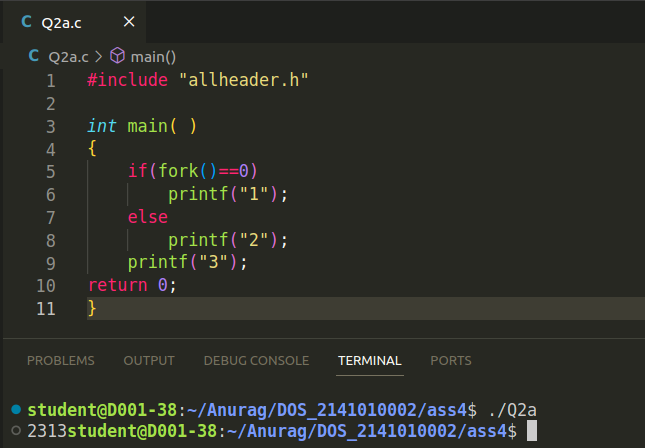 C Q2a.c ×
C Q2a.c > main()
1 #include "allheader.h"
2
3 int main( )
4 {
5     if(fork()==0)
6         printf("1");
7     else
8         printf("2");
9     printf("3");
10 return 0;
11 }
PROBLEMS OUTPUT DEBUG CONSOLE TERMINAL PORTS
student@D001-38:~/Anurag/DOS_2141010002/ass4$ ./Q2a
2313student@D001-38:~/Anurag/DOS_2141010002/ass4$